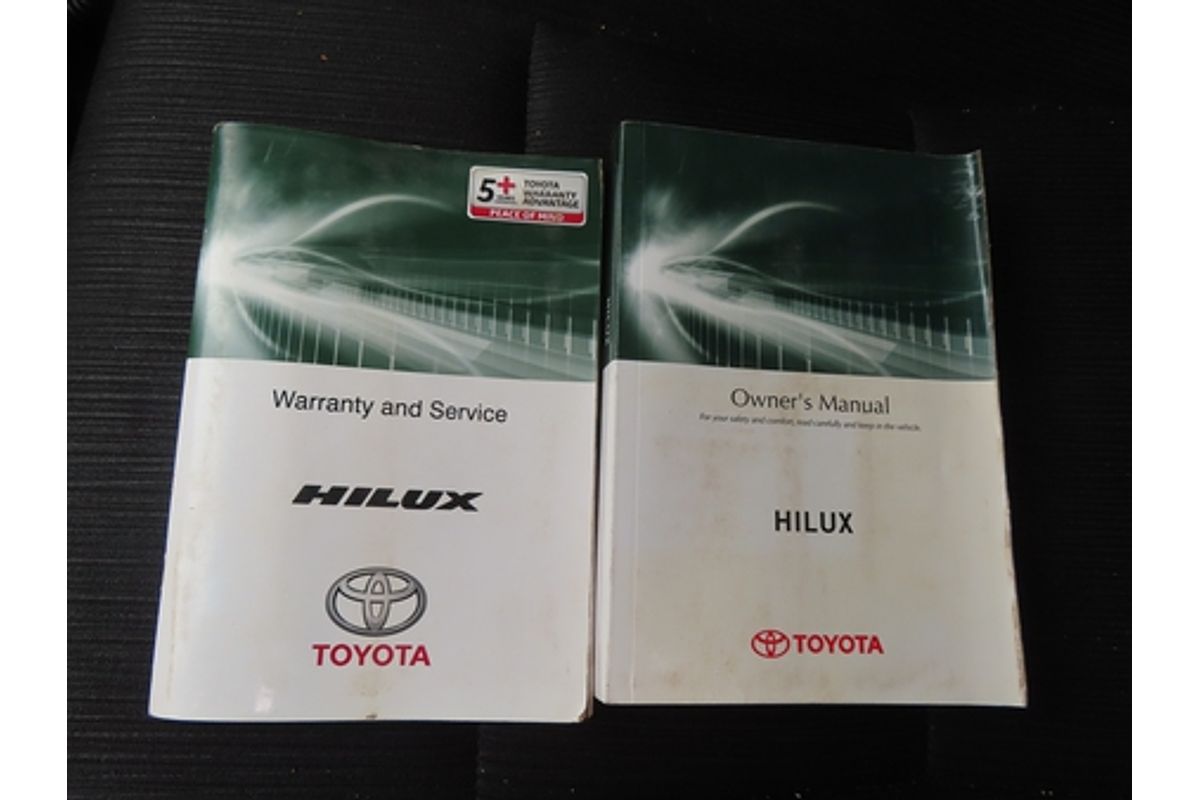 5+
TOYOTA
WARRANTY
ADVANTAGE
PEACE OF MIND
Warranty and Service
HILUX
TOYOTA
Owner's Manual
For your safety and comfort, read carefully and keep in the vehicle.
HILUX
TOYOTA